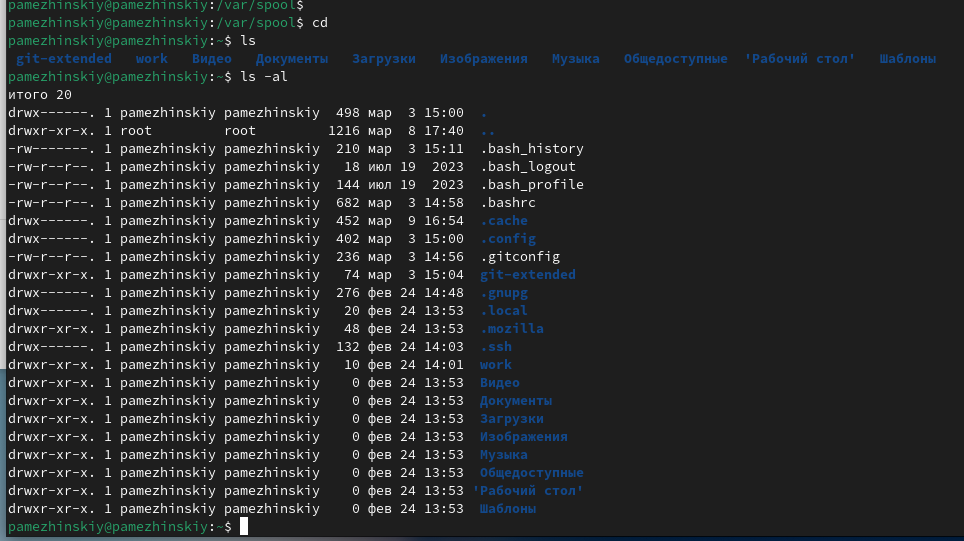 pamezhinskiy@pamezhinskiy:/var/spool$
pamezhinskiy@pamezhinskiy:/var/spool$ cd
pamezhinskiy@pamezhinskiy:~$ ls
git-extended   work   Видео   Документы   Загрузки   Изображения   Музыка   Общедоступные  'Рабочий стол'   Шаблоны
pamezhinskiy@pamezhinskiy:~$ ls -al
итого 20
drwx------. 1 pamezhinskiy pamezhinskiy  498 мар  3 15:00  .
drwxr-xr-x. 1 root         root         1216 мар  8 17:40  ..
-rw-------. 1 pamezhinskiy pamezhinskiy  210 мар  3 15:11  .bash_history
-rw-r--r--. 1 pamezhinskiy pamezhinskiy   18 июл 19  2023  .bash_logout
-rw-r--r--. 1 pamezhinskiy pamezhinskiy  144 июл 19  2023  .bash_profile
-rw-r--r--. 1 pamezhinskiy pamezhinskiy  682 мар  3 14:58  .bashrc
drwx------. 1 pamezhinskiy pamezhinskiy  452 мар  9 16:54  .cache
drwx------. 1 pamezhinskiy pamezhinskiy  402 мар  3 15:00  .config
-rw-r--r--. 1 pamezhinskiy pamezhinskiy  236 мар  3 14:56  .gitconfig
drwxr-xr-x. 1 pamezhinskiy pamezhinskiy   74 мар  3 15:04  git-extended
drwx------. 1 pamezhinskiy pamezhinskiy  276 фев 24 14:48  .gnupg
drwx------. 1 pamezhinskiy pamezhinskiy   20 фев 24 13:53  .local
drwxr-xr-x. 1 pamezhinskiy pamezhinskiy   48 фев 24 13:53  .mozilla
drwx------. 1 pamezhinskiy pamezhinskiy  132 фев 24 14:03  .ssh
drwxr-xr-x. 1 pamezhinskiy pamezhinskiy   10 фев 24 14:01  work
drwxr-xr-x. 1 pamezhinskiy pamezhinskiy    0 фев 24 13:53  Видео
drwxr-xr-x. 1 pamezhinskiy pamezhinskiy    0 фев 24 13:53  Документы
drwxr-xr-x. 1 pamezhinskiy pamezhinskiy    0 фев 24 13:53  Загрузки
drwxr-xr-x. 1 pamezhinskiy pamezhinskiy    0 фев 24 13:53  Изображения
drwxr-xr-x. 1 pamezhinskiy pamezhinskiy    0 фев 24 13:53  Музыка
drwxr-xr-x. 1 pamezhinskiy pamezhinskiy    0 фев 24 13:53  Общедоступные
drwxr-xr-x. 1 pamezhinskiy pamezhinskiy    0 фев 24 13:53 'Рабочий стол'
drwxr-xr-x. 1 pamezhinskiy pamezhinskiy    0 фев 24 13:53  Шаблоны
pamezhinskiy@pamezhinskiy:~$